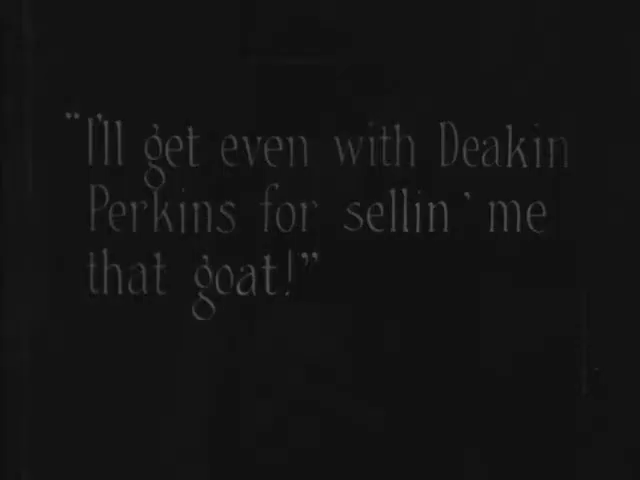 "I'll get even with Deakin
Perkins for sellin' me
that goat!"